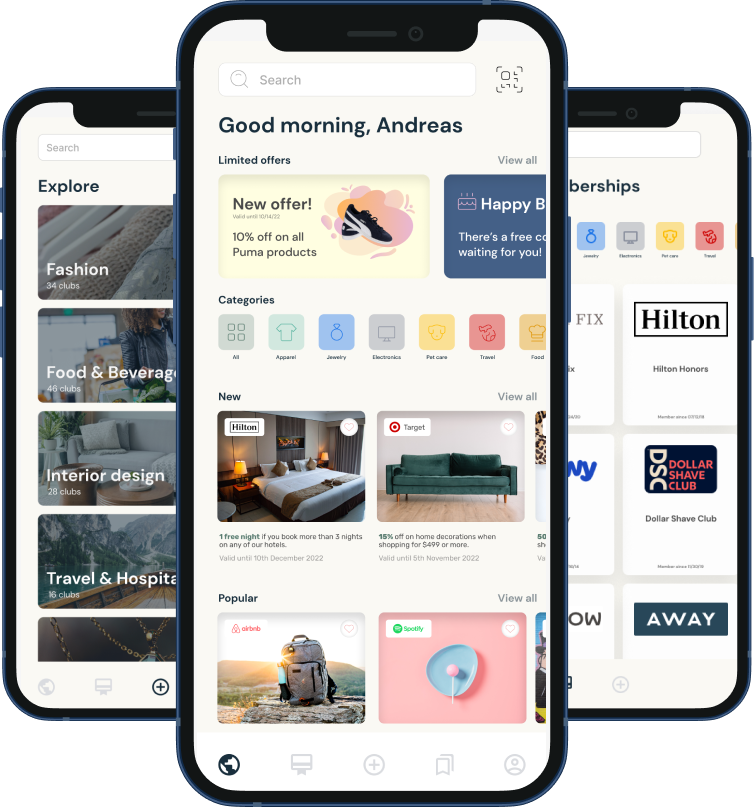 Search
Explore
Fashion
34 clubs
Food & Beverag
46 clubs
Interior design
28 clubs
Travel & Hospita
16 clubs
Search
Good morning, Andreas
Limited offers
View all
New offer!
Valid until 10/14/22
10% off on all
Puma products
Happy B
There's a free co
waiting for you!
Categories
All
Apparel
Jewelry
Electronics
Pet care
Travel
Food
New
View all
Hilton
Target
1 free night if you book more than 3 nights
on any of our hotels.
Valid until 10th December 2022
15% off on home decorations when
shopping for $499 or more.
Valid until 5th November 2022
50
sh
Va
Popular
View all
airbnb
Spotify
berships
Jewelry
Electronics
Pet care
Travel
FIX
ix
Hilton
Hilton Honors
Member since 07/12/19
wy
y
DSC
DOLLAR
SHAVE
CLUB
Dollar Shave Club
OW
AWAY